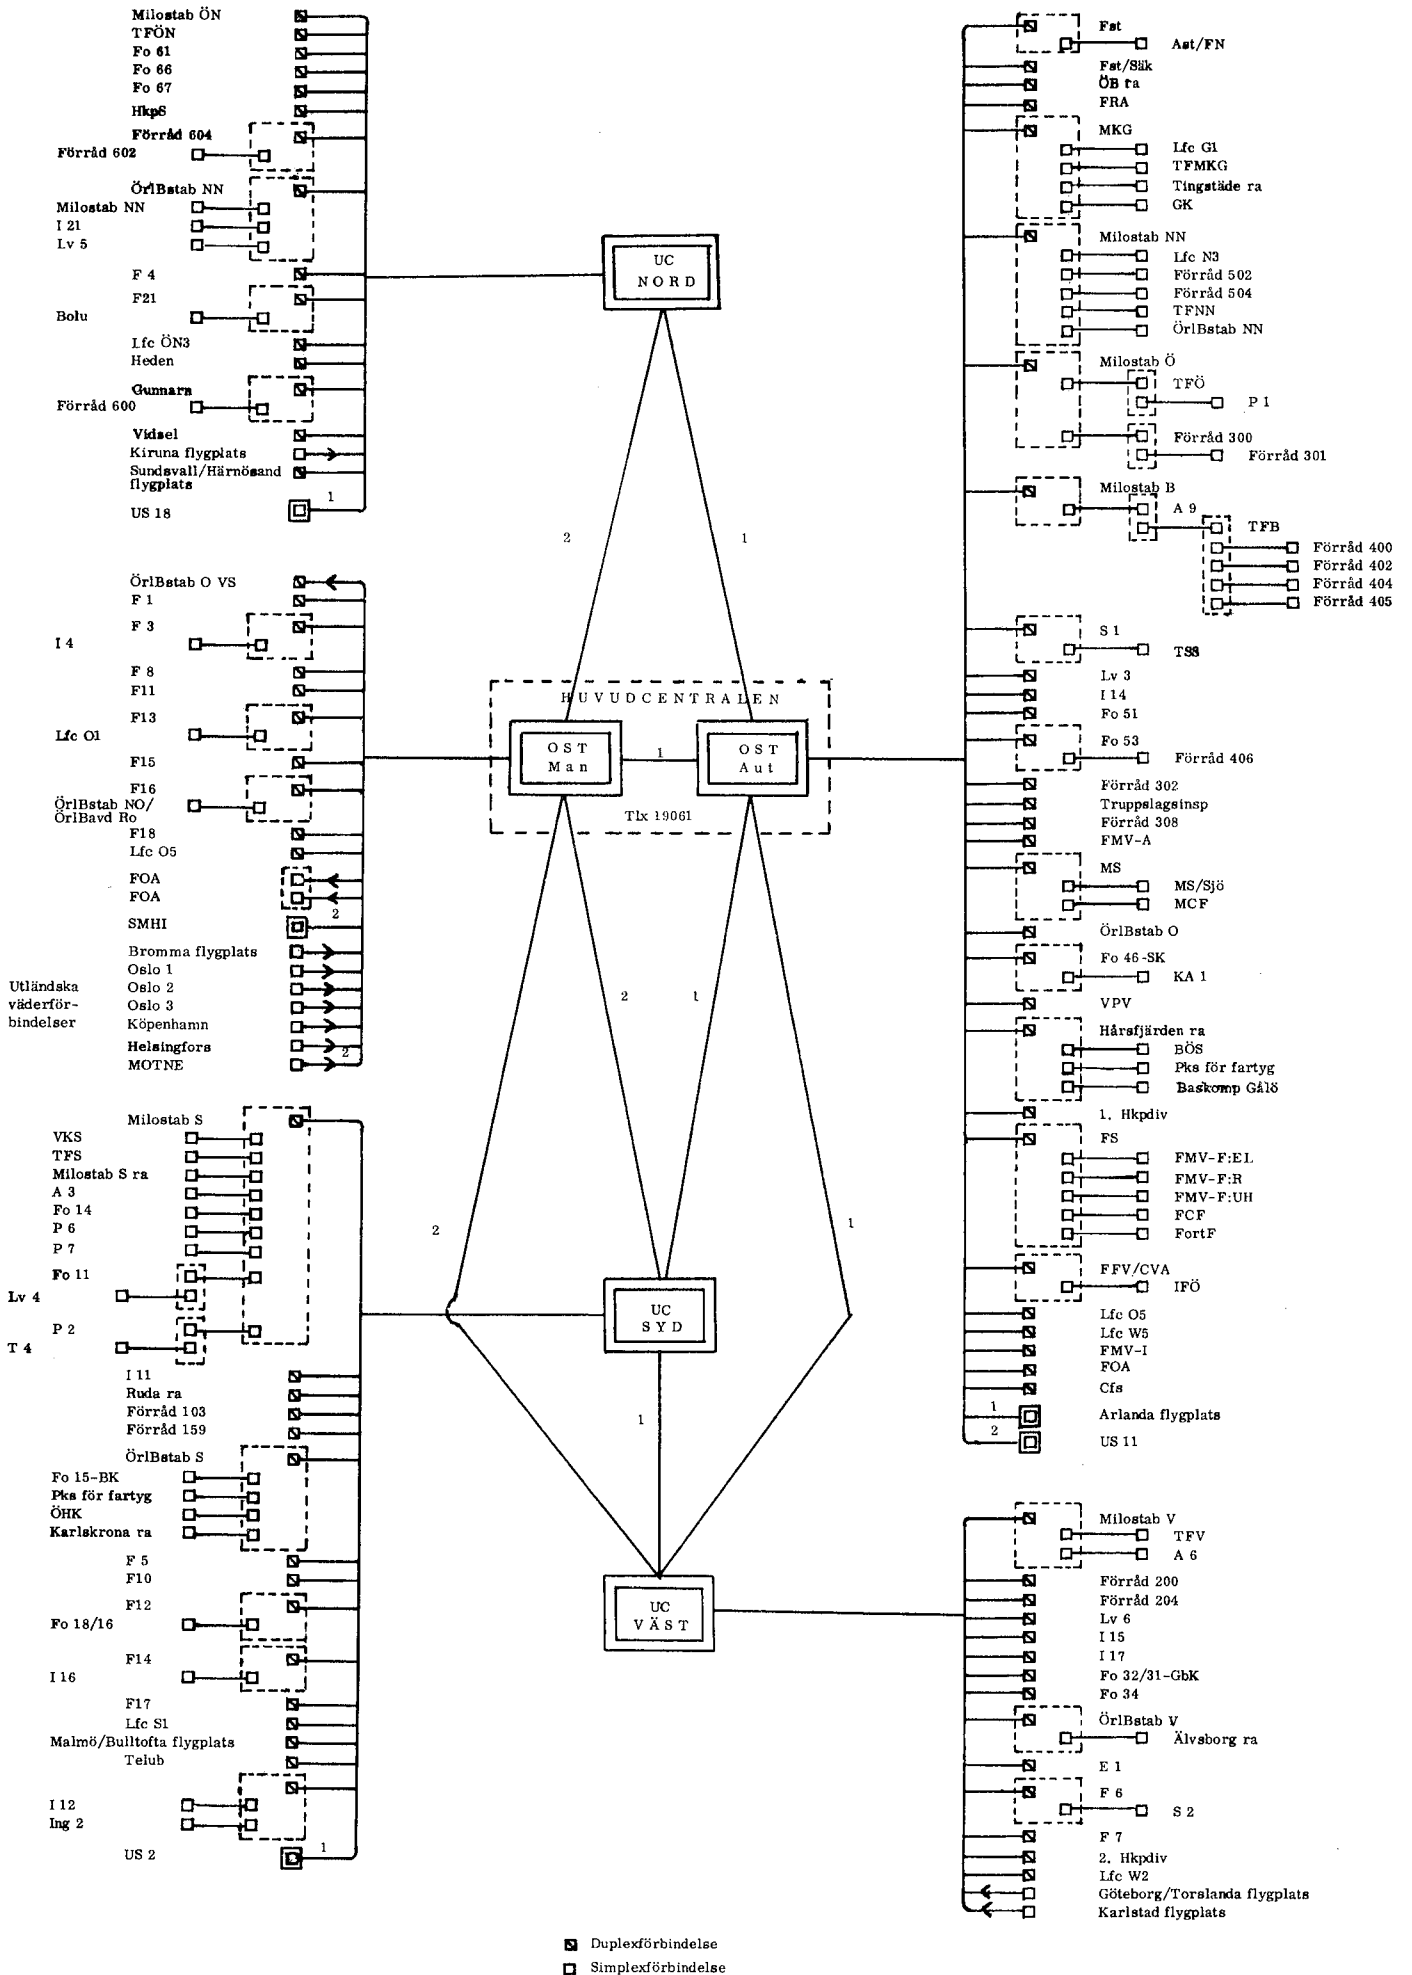 Milostab ÖN
TFÖN
Fo 61
Fo 66
Fo 67
HkpS
Förråd 604
Förråd 602
ÖrlBstab NN
Milostab NN
I 21
Lv 5
F 4
F21
Bolu
Lfc ÖN3
Heden
Gunnarn
Förråd 600
Vidsel
Kiruna flygplats
Sundsvall/Härnösand
flygplats
US 18
1
ÖrlBstab O VS
F 1
F 3
I 4
F 8
F11
F13
Lfc O1
F15
F16
ÖrlBstab NO/
ÖrlBavd Ro
F18
Lfc O5
FOA
FOA
2
SMHI
Bromma flygplats
Oslo 1
Oslo 2
Oslo 3
Köpenhamn
Helsingfors
MOTNE
2
Utländska
väderför-
bindelser
Milostab S
VKS
TFS
Milostab S ra
A 3
Fo 14
P 6
P 7
Fo 11
Lv 4
P 2
T 4
I 11
Ruda ra
Förråd 103
Förråd 159
ÖrlBstab S
Fo 15-BK
Pks för fartyg
ÖHK
Karlskrona ra
F 5
F10
F12
Fo 18/16
F14
I 16
F17
Lfc S1
Malmö/Bulltofta flygplats
Telub
I 12
Ing 2
US 2
1
UC
NORD
2
1
HUVUDCENTRALEN
OST
Man
1
OST
Aut
Tlx 19061
2
1
2
1
UC
SYD
1
UC
VÄST
Fst
Ast/FN
Fst/Säk
ÖB ra
FRA
MKG
Lfc G1
TFMKG
Tingstäde ra
GK
Milostab NN
Lfc N3
Förråd 502
Förråd 504
TFNN
ÖrlBstab NN
Milostab Ö
TFÖ
P 1
Förråd 300
Förråd 301
Milostab B
A 9
TFB
Förråd 400
Förråd 402
Förråd 404
Förråd 405
S 1
TSS
Lv 3
I 14
Fo 51
Fo 53
Förråd 406
Förråd 302
Truppslagsinsp
Förråd 308
FMV-A
MS
MS/Sjö
MCF
ÖrlBstab O
Fo 46-SK
KA 1
VPV
Hårsfjärden ra
BÖS
Pks för fartyg
Baskomp Gålö
1. Hkpdiv
FS
FMV-F:EL
FMV-F:R
FMV-F:UH
FCF
FortF
FFV/CVA
IFÖ
Lfc O5
Lfc W5
FMV-I
FOA
Cfs
1
Arlanda flygplats
2
US 11
Milostab V
TFV
A 6
Förråd 200
Förråd 204
Lv 6
I 15
I 17
Fo 32/31-GbK
Fo 34
ÖrlBstab V
Älvsborg ra
E 1
F 6
S 2
F 7
2. Hkpdiv
Lfc W2
Göteborg/Torslanda flygplats
Karlstad flygplats
Duplexförbindelse
Simplexförbindelse